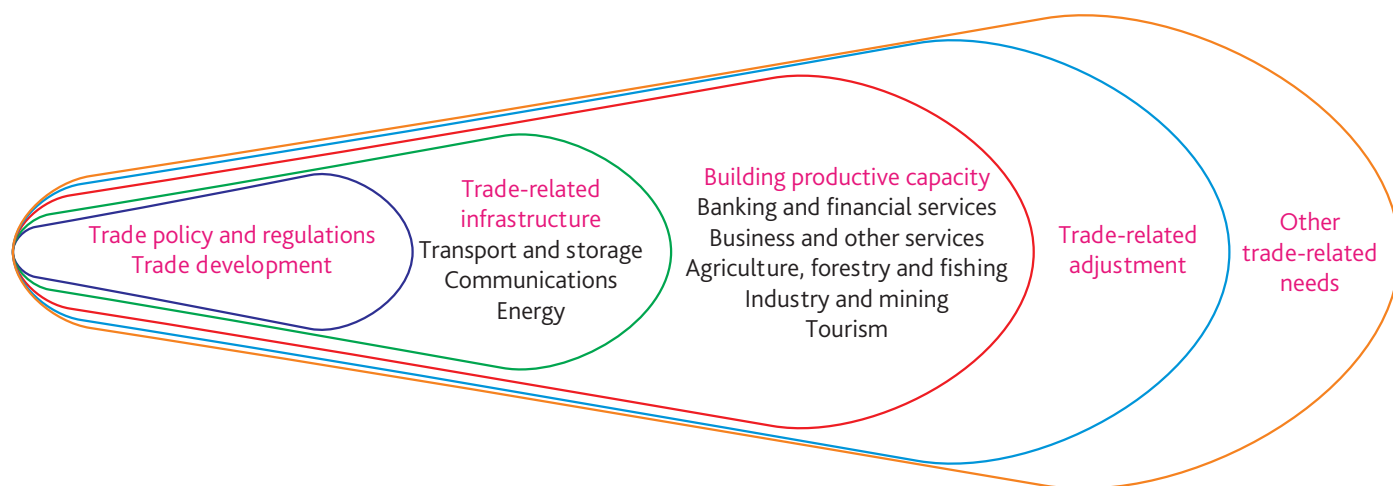 Trade policy and regulations
Trade development
Trade-related
infrastructure
Transport and storage
Communications
Energy
Building productive capacity
Banking and financial services
Business and other services
Agriculture, forestry and fishing
Industry and mining
Tourism
Trade-related
adjustment
Other
trade-related
needs